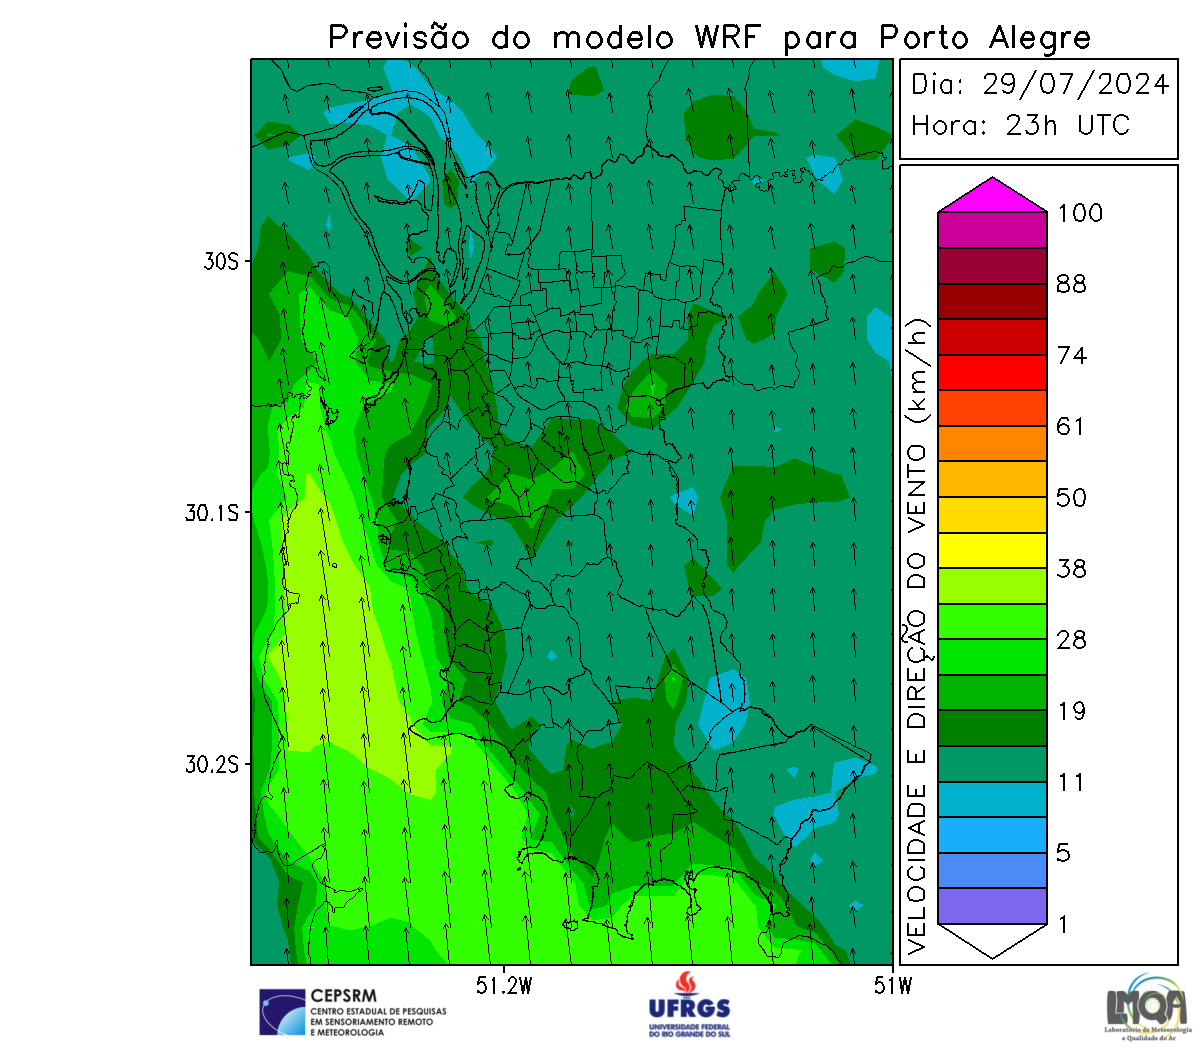 Previsão do modelo WRF para Porto Alegre
Dia: 29/07/2024
Hora: 23h UTC
100
88
74
61
50
38
28
19
11
5
1
VELOCIDADE E DIREÇÃO DO VENTO (km/h)
30S
30.1S
30.2S
51.2W
51W
CEPSRM
CENTRO ESTADUAL DE PESQUISAS
EM SENSORIAMENTO REMOTO
E METEOROLOGIA
UFRGS
UNIVERSIDADE FEDERAL
DO RIO GRANDE DO SUL
LMQA
Laboratório de Meteorologia
e Qualidade do Ar